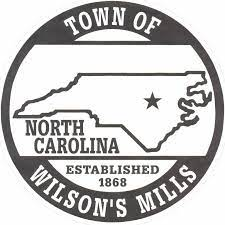 TOWN OF
NORTH
CAROLINA
ESTABLISHED
1868
WILSON'S MILLS